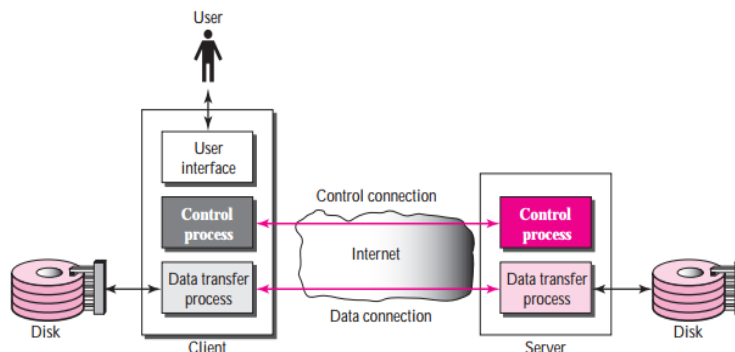 User
User
interface
Control connection
Control
process
Control
process
Internet
Data transfer
process
Data transfer
process
Disk
Data connection
Disk
Client
Server